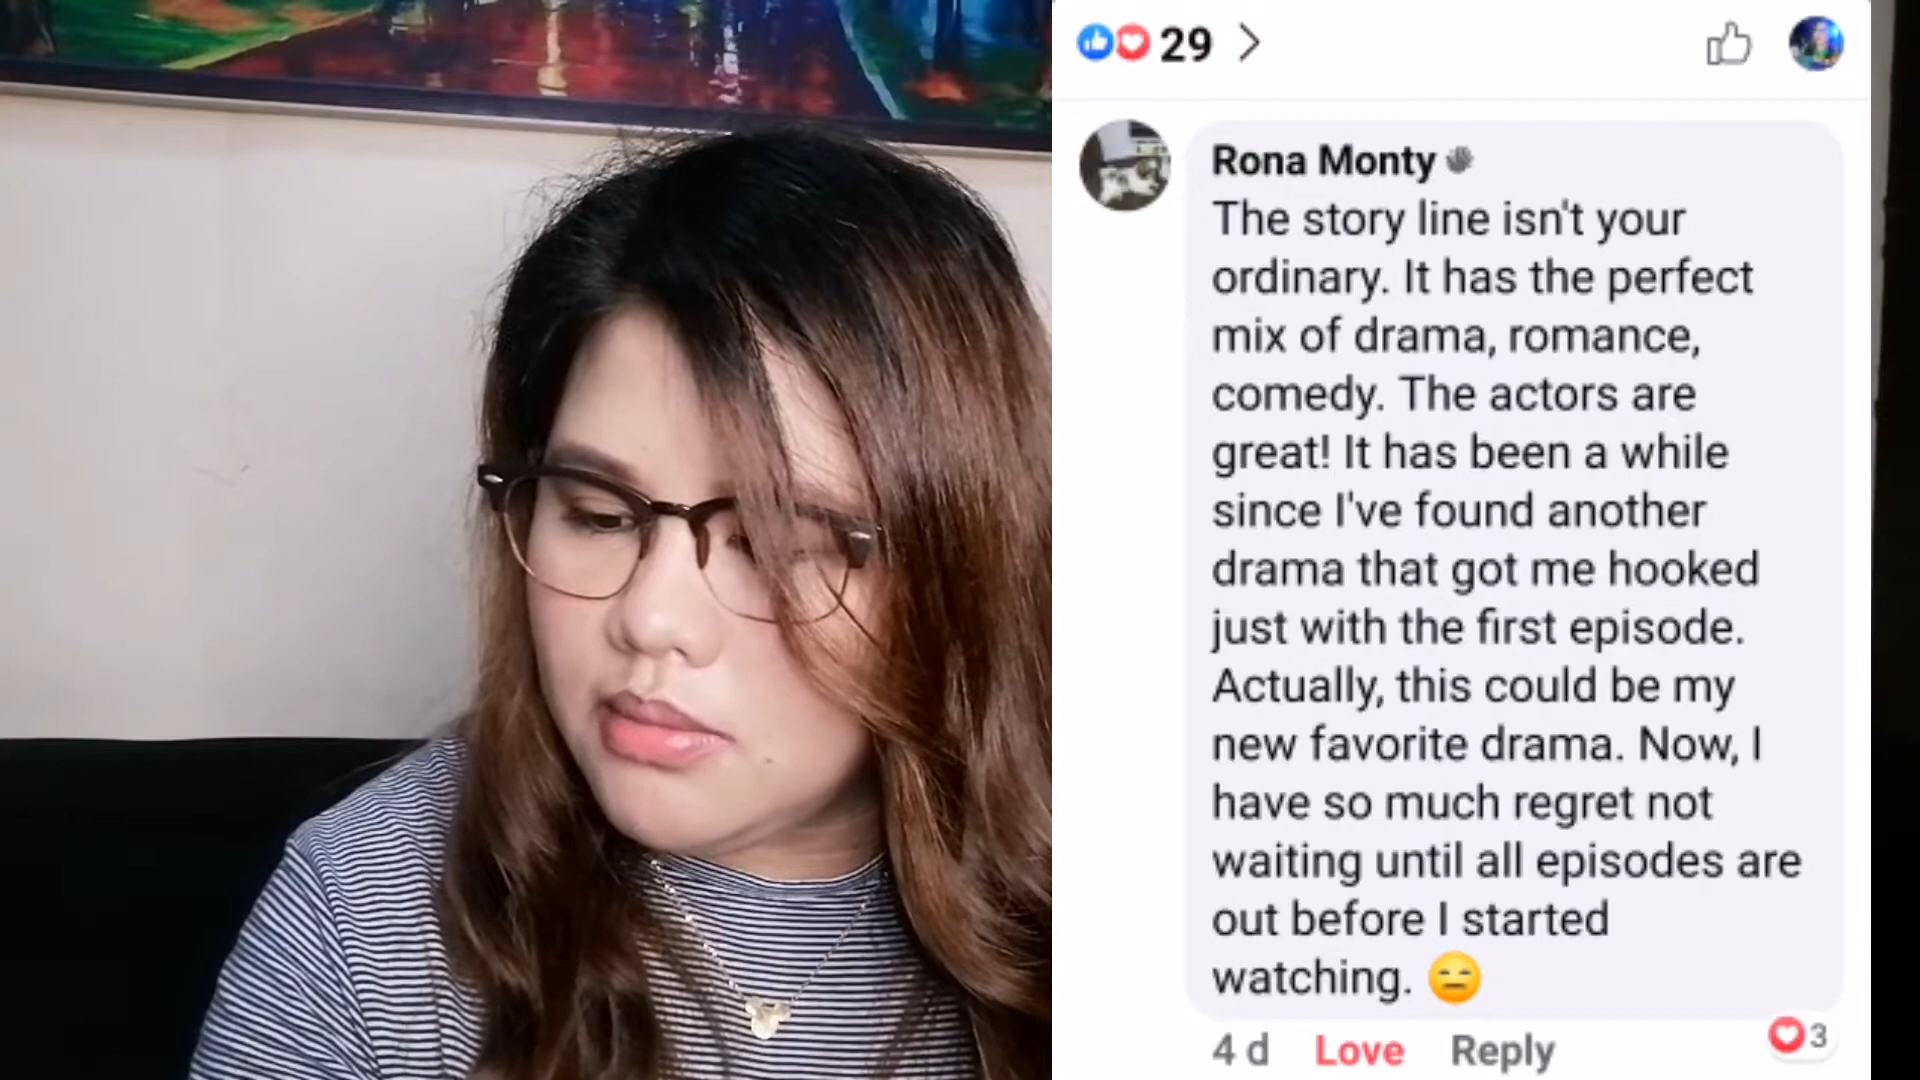 29
Rona Monty
The story line isn't your
ordinary. It has the perfect
mix of drama, romance,
comedy. The actors are
great! It has been a while
since I've found another
drama that got me hooked
just with the first episode.
Actually, this could be my
new favorite drama. Now, I
have so much regret not
waiting until all episodes are
out before I started
watching. 😑
4 d Love Reply 3